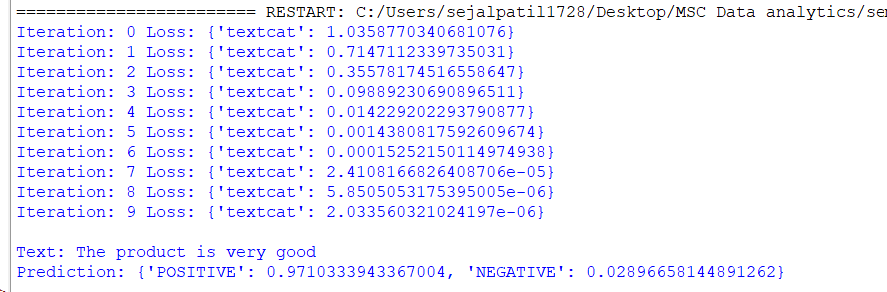 ========================= RESTART: C:/Users/sejalpatil1728/Desktop/MSC Data analytics/se
Iteration: 0 Loss: {'textcat': 1.0358770340681076}
Iteration: 1 Loss: {'textcat': 0.7147112339735031}
Iteration: 2 Loss: {'textcat': 0.35578174516558647}
Iteration: 3 Loss: {'textcat': 0.09889230690896511}
Iteration: 4 Loss: {'textcat': 0.014229202293790877}
Iteration: 5 Loss: {'textcat': 0.0014380817592609674}
Iteration: 6 Loss: {'textcat': 0.00015252150114974938}
Iteration: 7 Loss: {'textcat': 2.4108166826408706e-05}
Iteration: 8 Loss: {'textcat': 5.8505053175395005e-06}
Iteration: 9 Loss: {'textcat': 2.033560321024197e-06}
Text: The product is very good
Prediction: {'POSITIVE': 0.9710333943367004, 'NEGATIVE': 0.02896658144891262}